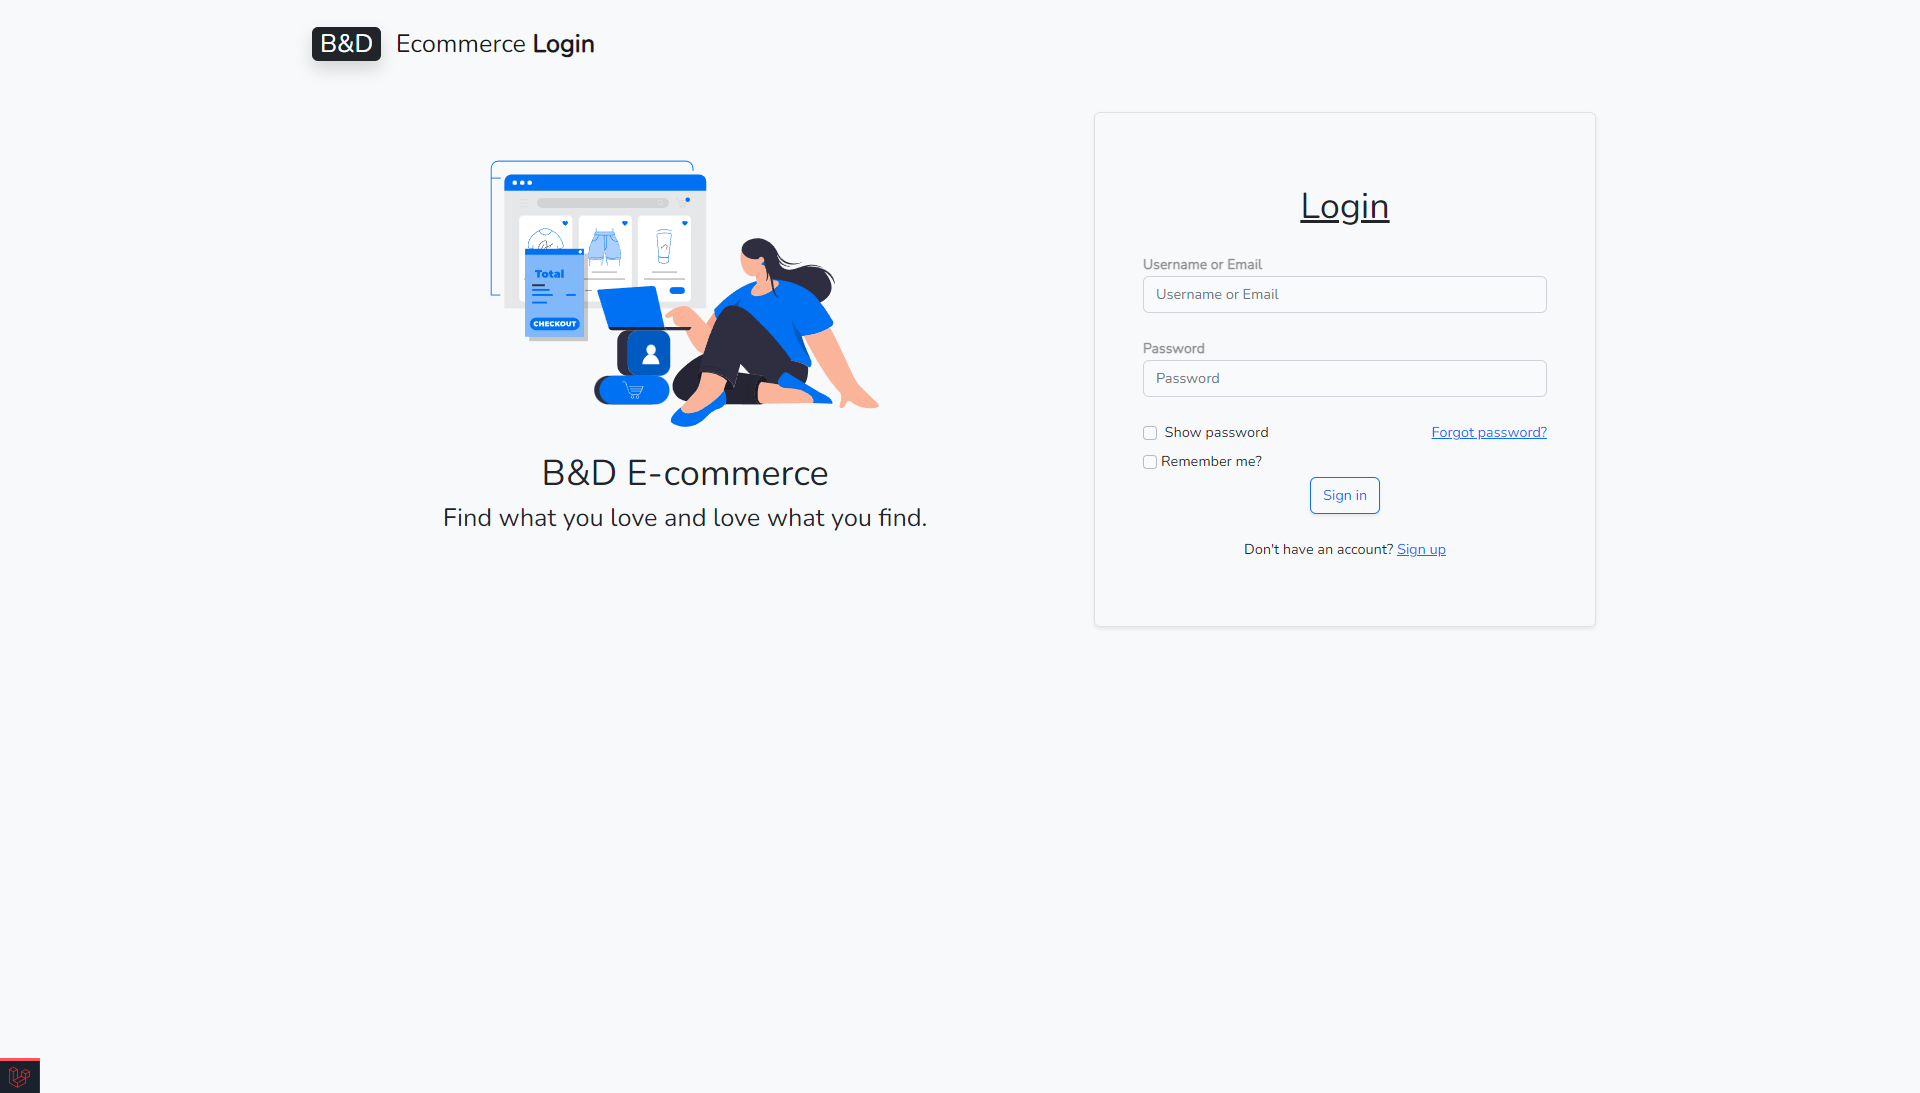 B&D Ecommerce Login
Total
CHECKOUT
B&D E-commerce
Find what you love and love what you find.
Login
Username or Email
Username or Email
Password
Password
Show password Forgot password?
Remember me?
Sign in
Don't have an account? Sign up